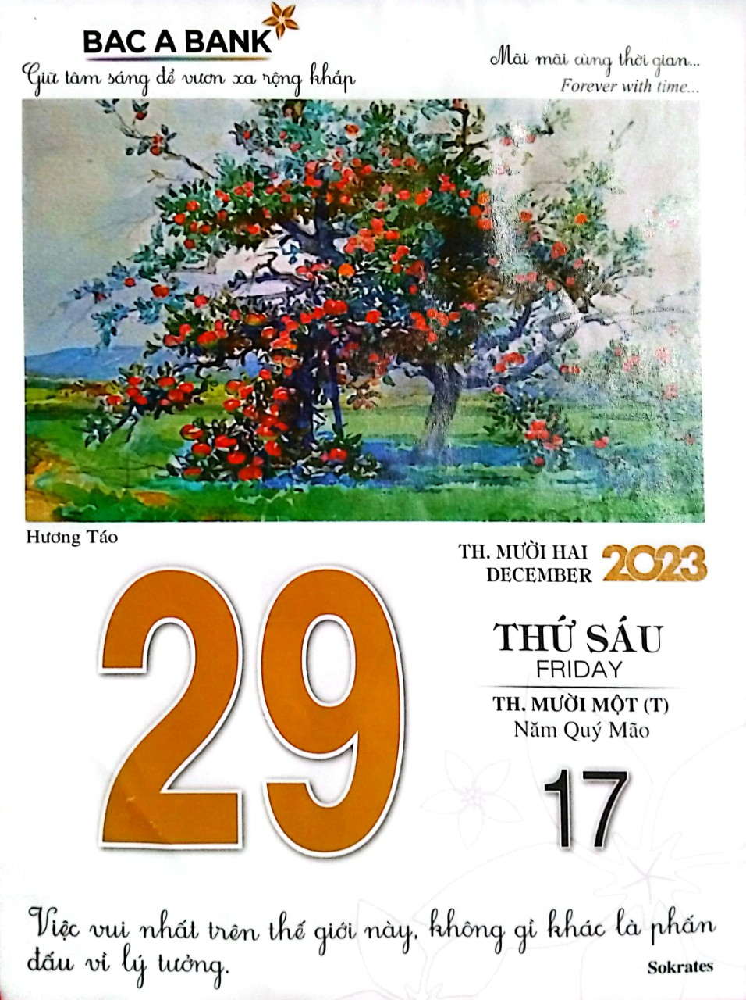 BAC A BANK
Giữ tâm sáng để vươn xa rộng khắp
Mãi mãi cùng thời gian...
Forever with time...
Hương Táo
TH. MƯỜI HAI
DECEMBER
2023
29
THỨ SÁU
FRIDAY
TH. MƯỜI MỘT (T)
Năm Quý Mão
17
Việc vui nhất trên thế giới này, không gì khác là phấn
đấu vì lý tưởng.
Sokrates